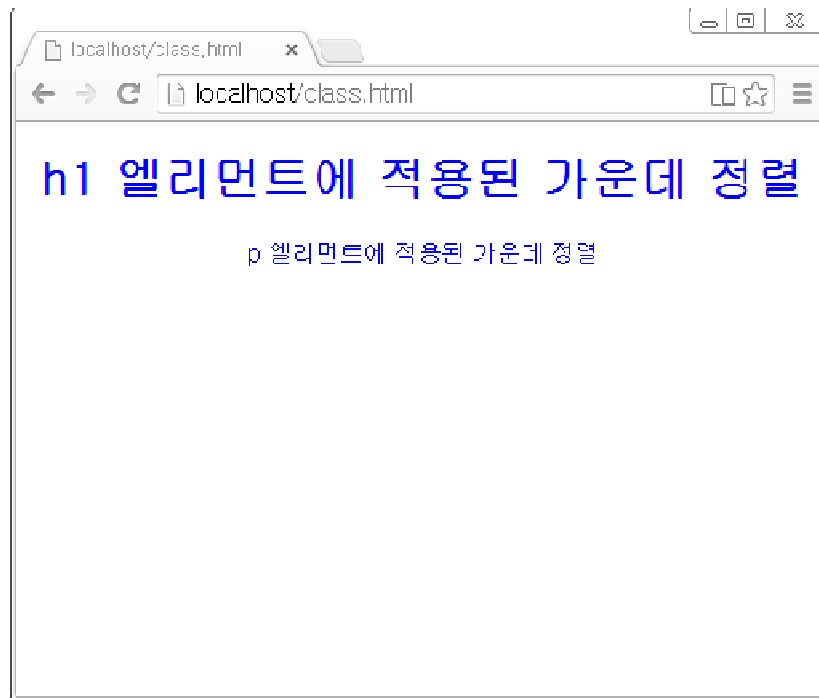 localhost/class.html
localhost/class.html
h1 엘리먼트에 적용된 가운데 정렬
p 엘리먼트에 적용된 가운데 정렬